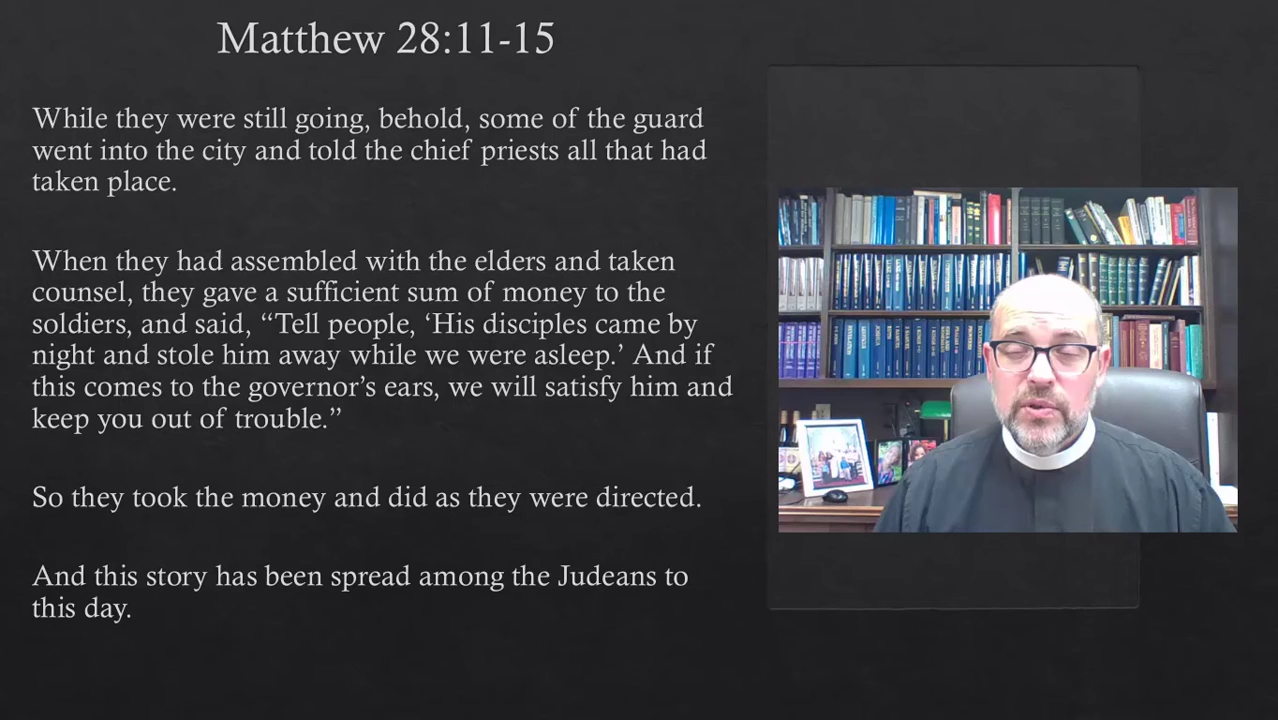 Matthew 28:11-15
While they were still going, behold, some of the guard
went into the city and told the chief priests all that had
taken place.
When they had assembled with the elders and taken
counsel, they gave a sufficient sum of money to the
soldiers, and said, “Tell people, ‘His disciples came by
night and stole him away while we were asleep.’ And if
this comes to the governor’s ears, we will satisfy him and
keep you out of trouble.”
So they took the money and did as they were directed.
And this story has been spread among the Judeans to
this day.